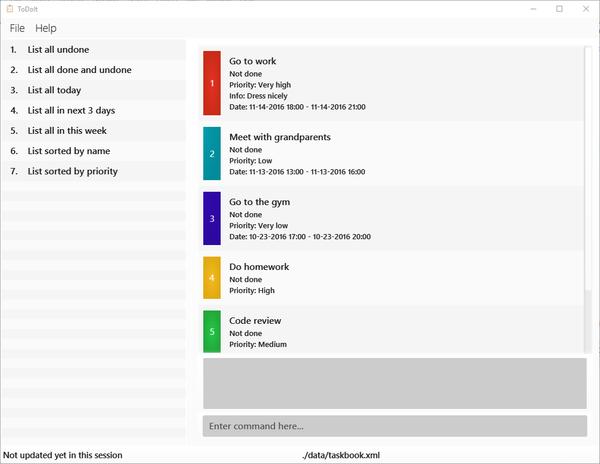 ToDoIt
File Help
1. List all undone
2. List all done and undone
3. List all today
4. List all in next 3 days
5. List all in this week
6. List sorted by name
7. List sorted by priority
1
Go to work
Not done
Priority: Very high
Info: Dress nicely
Date: 11-14-2016 18:00 - 11-14-2016 21:00
2
Meet with grandparents
Not done
Priority: Low
Date: 11-13-2016 13:00 - 11-13-2016 16:00
3
Go to the gym
Not done
Priority: Very low
Date: 10-23-2016 17:00 - 10-23-2016 20:00
4
Do homework
Not done
Priority: High
5
Code review
Not done
Priority: Medium
Enter command here...
Not updated yet in this session
./data/taskbook.xml